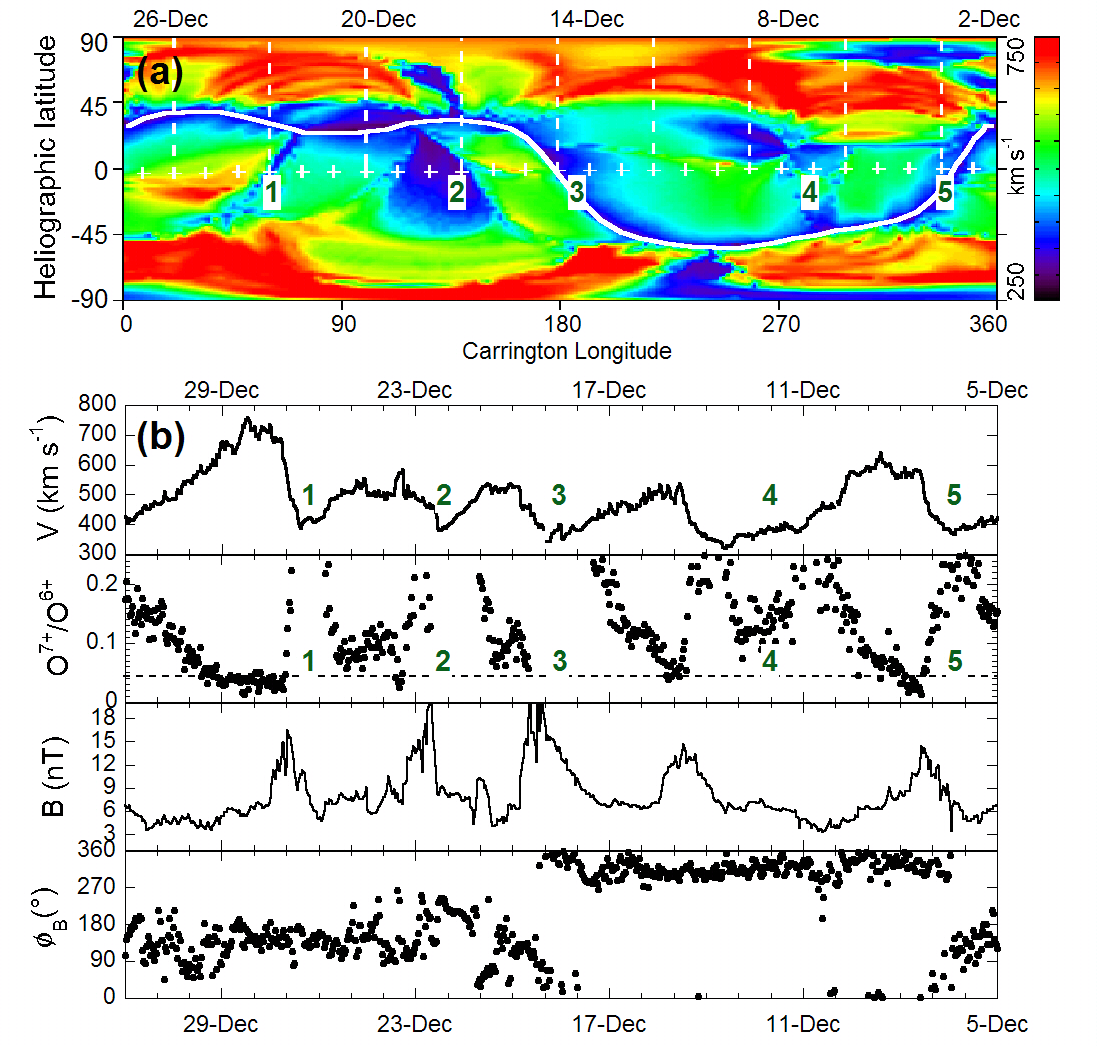 26-Dec 20-Dec 14-Dec 8-Dec 2-Dec
(a)
Heliographic latitude
90
45
0
-45
-90
1 2 3 4 5
750
km s⁻¹
250
0 90 180 270 360
Carrington Longitude
29-Dec 23-Dec 17-Dec 11-Dec 5-Dec
(b)
V (km s⁻¹)
800
700
600
500
400
300
1 2 3 4 5
O⁷⁺/O⁶⁺
0.2
0.1
0
1 2 3 4 5
B (nT)
18
15
12
9
6
3
ϕB(°)
360
270
180
90
0
29-Dec 23-Dec 17-Dec 11-Dec 5-Dec